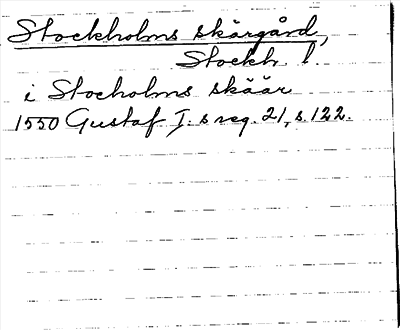 Stockholms skärgård,
Stockh. l.
i Stocholms skäär
1550 Gustaf I:s reg. 21, s. 122.